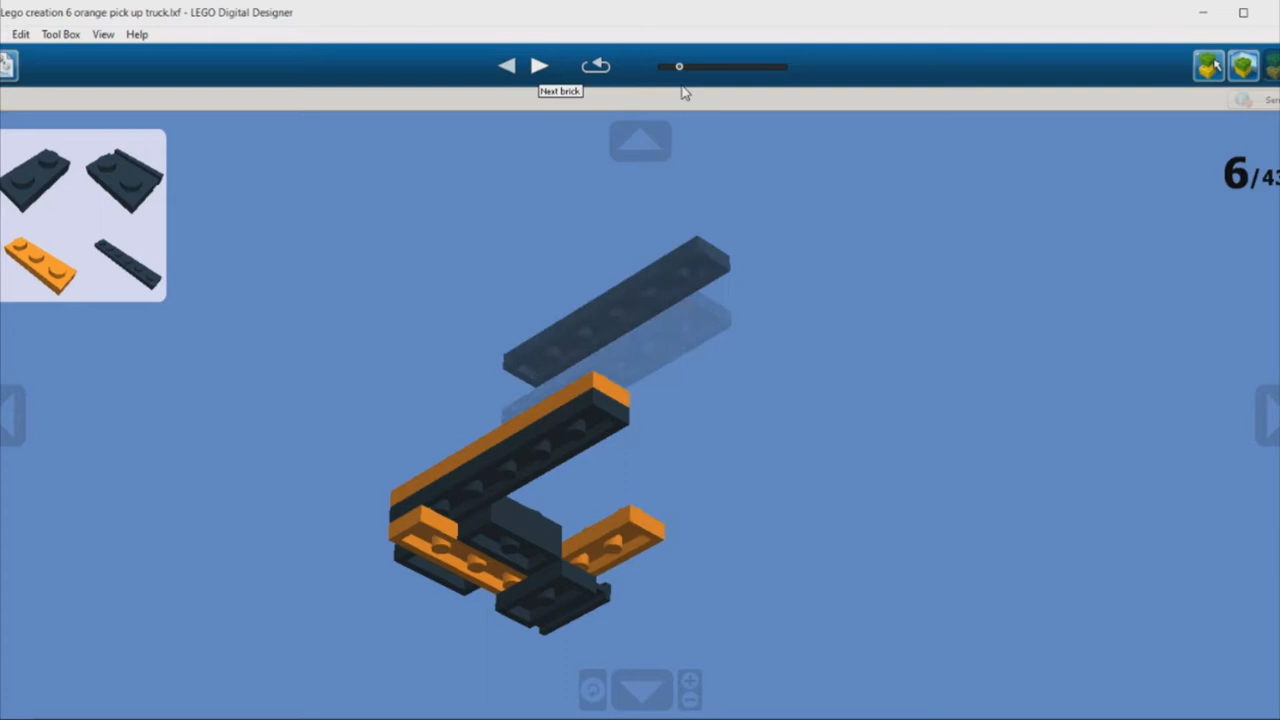 Lego creation 6 orange pick up truck.lxf - LEGO Digital Designer
Edit Tool Box View Help
Next brick
6/43